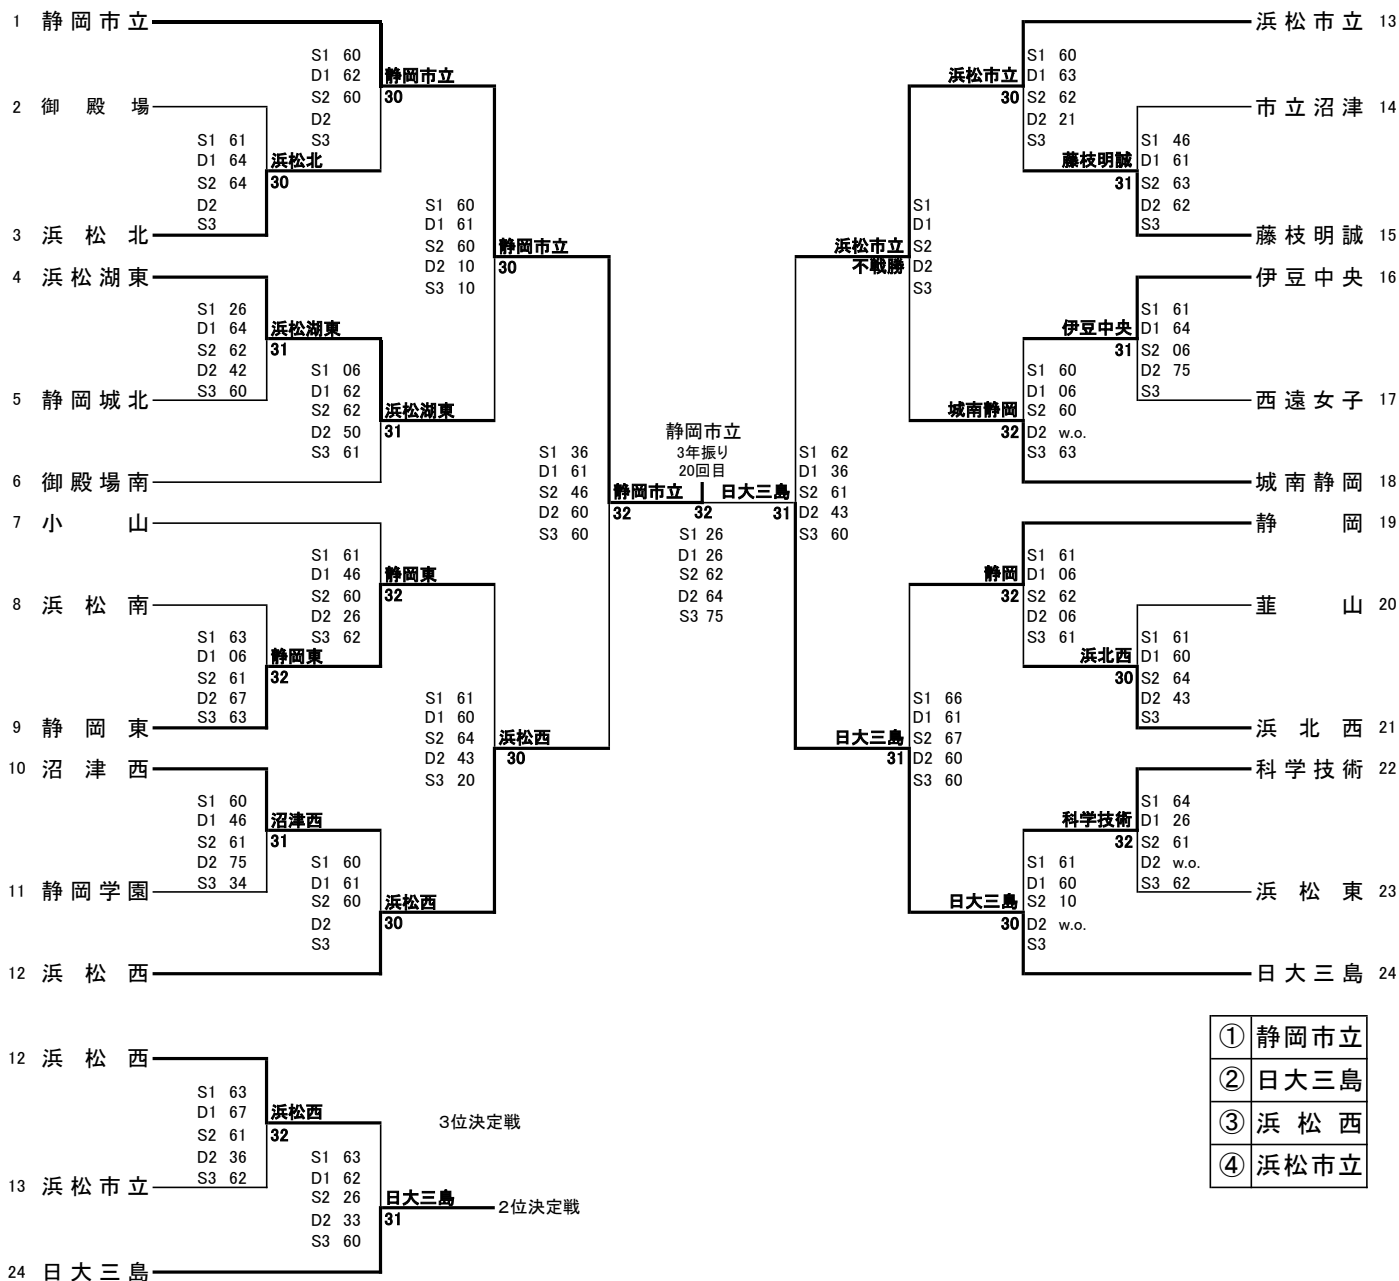 1 静岡市立
S1 60
D1 62
S2 60
D2
S3
静岡市立
30
2 御殿場
S1 61
D1 64
S2 64
D2
S3
浜松北
30
3 浜松北
S1 60
D1 61
S2 60
D2 10
S3 10
静岡市立
30
4 浜松湖東
S1 26
D1 64
S2 62
D2 42
S3 60
浜松湖東
31
5 静岡城北
S1 06
D1 62
S2 62
D2 50
S3 61
浜松湖東
31
6 御殿場南
S1 36
D1 61
S2 46
D2 60
S3 60
静岡市立
32
7 小山
S1 61
D1 46
S2 60
D2 26
S3 62
静岡東
32
8 浜松南
S1 63
D1 06
S2 61
D2 67
S3 63
静岡東
32
9 静岡東
S1 61
D1 60
S2 64
D2 43
S3 20
浜松西
30
10 沼津西
S1 60
D1 46
S2 61
D2 75
S3 34
沼津西
31
11 静岡学園
S1 60
D1 61
S2 60
D2
S3
浜松西
30
12 浜松西
静岡市立
3年振り
20回目
32
S1 26
D1 26
S2 62
D2 64
S3 75
浜松市立 13
浜松市立
30
S1 60
D1 63
S2 62
D2 21
S3
市立沼津 14
藤枝明誠
31
S1 46
D1 61
S2 63
D2 62
S3
藤枝明誠 15
浜松市立
不戦勝
S1
D1
S2
D2
S3
伊豆中央 16
伊豆中央
31
S1 61
D1 64
S2 06
D2 75
S3
西遠女子 17
城南静岡
32
S1 60
D1 06
S2 60
D2 w.o.
S3 63
城南静岡 18
日大三島
31
S1 62
D1 36
S2 61
D2 43
S3 60
静岡 19
静岡
32
S1 61
D1 06
S2 62
D2 06
S3 61
韮山 20
浜北西
30
S1 61
D1 60
S2 64
D2 43
S3
浜北西 21
日大三島
31
S1 66
D1 61
S2 67
D2 60
S3 60
科学技術 22
科学技術
32
S1 64
D1 26
S2 61
D2 w.o.
S3 62
浜松東 23
日大三島
30
S1 61
D1 60
S2 10
D2 w.o.
S3
日大三島 24
12 浜松西
S1 63
D1 67
S2 61
D2 36
S3 62
浜松西
32
3位決定戦
13 浜松市立
S1 63
D1 62
S2 26
D2 33
S3 60
日大三島
31
2位決定戦
24 日大三島
① 静岡市立
② 日大三島
③ 浜松西
④ 浜松市立